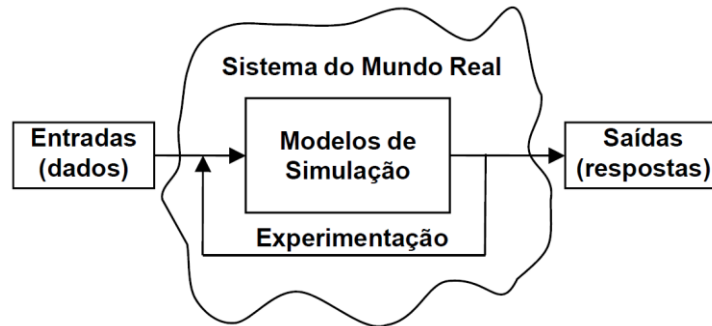 Sistema do Mundo Real
Entradas
(dados)
Modelos de
Simulação
Saídas
(respostas)
Experimentação